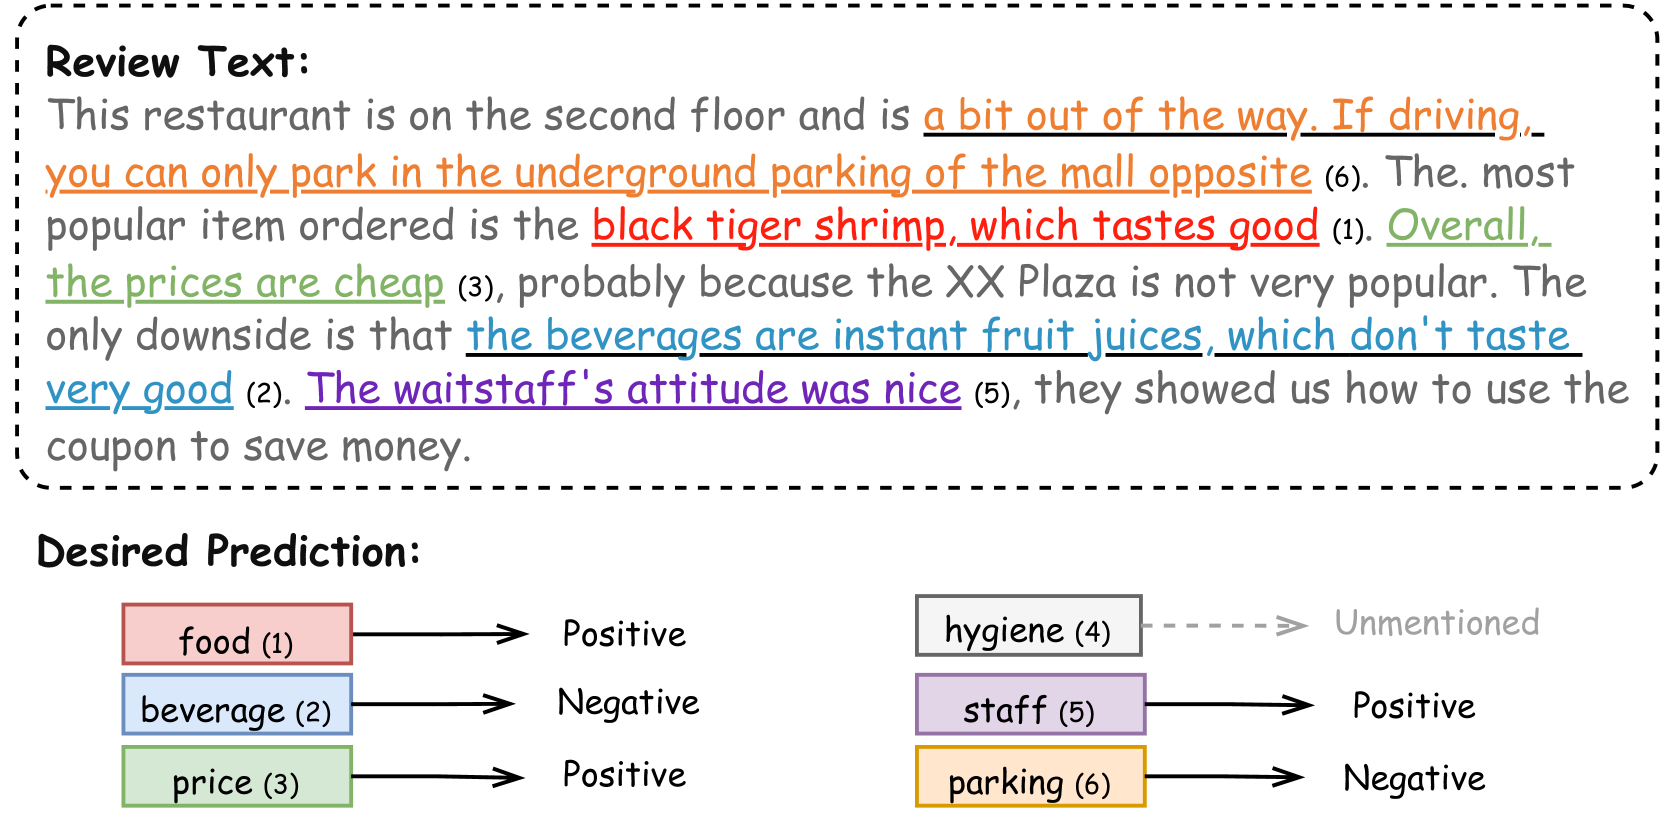 Review Text:
This restaurant is on the second floor and is a bit out of the way. If driving,
you can only park in the underground parking of the mall opposite (6). The. most
popular item ordered is the black tiger shrimp, which tastes good (1). Overall,
the prices are cheap (3), probably because the XX Plaza is not very popular. The
only downside is that the beverages are instant fruit juices, which don't taste
very good (2). The waitstaff's attitude was nice (5), they showed us how to use the
coupon to save money.
Desired Prediction:
food (1) Positive
beverage (2) Negative
price (3) Positive
hygiene (4) Unmentioned
staff (5) Positive
parking (6) Negative